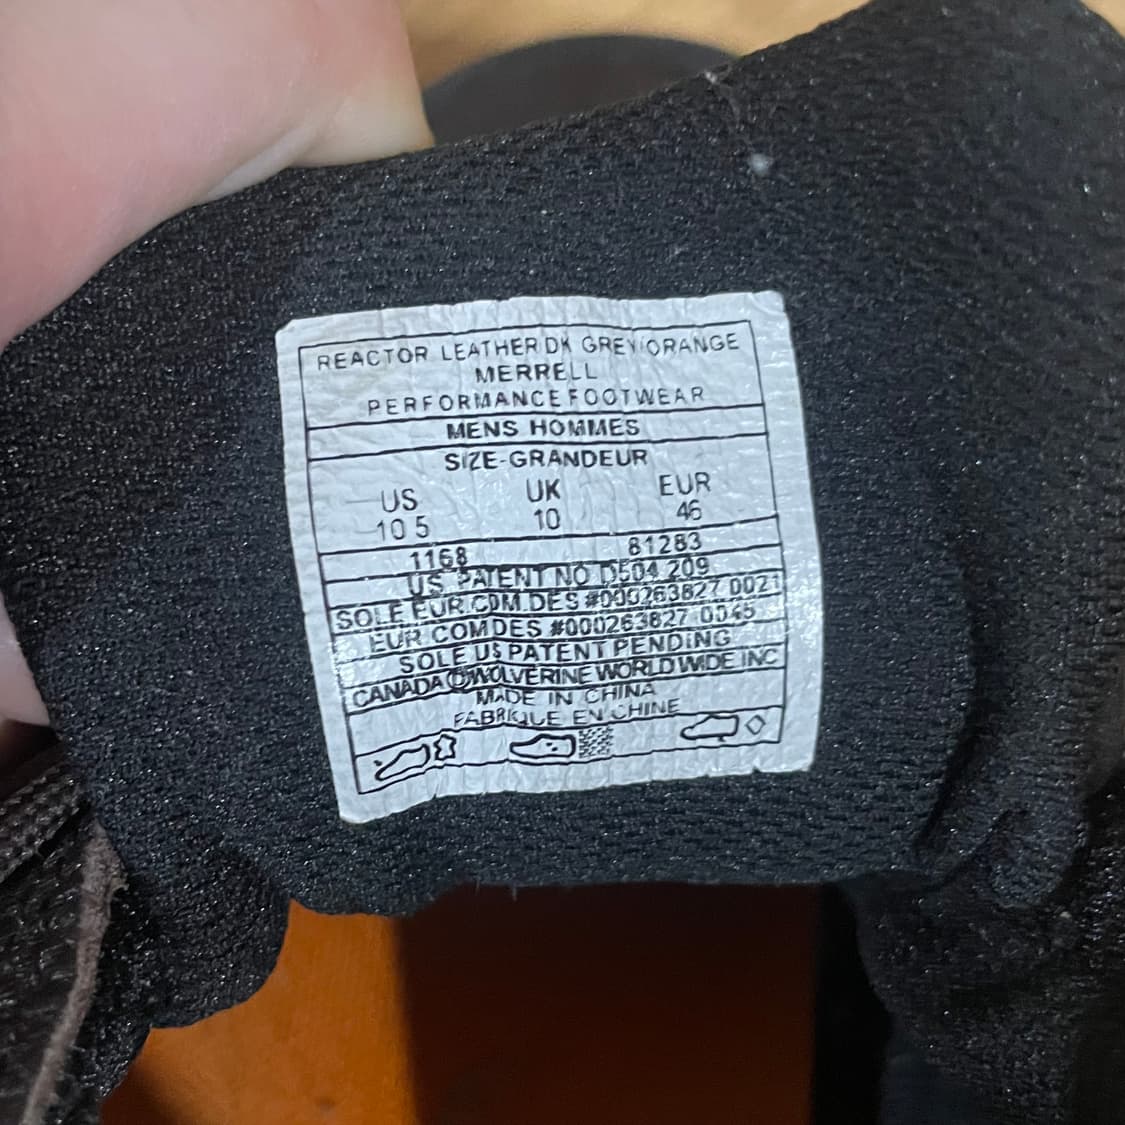 REACTOR LEATHER DK GREY/ORANGE
MERRELL
PERFORMANCE FOOTWEAR
MENS HOMMES
SIZE-GRANDEUR
US UK EUR
10 5 10 46
1168 81283
US PATENT NO D504 209
SOLE EUR COM DES #000263827 0021
EUR COM DES #000263827 0045
SOLE US PATENT PENDING
CANADA ©WOLVERINE WORLD WIDE INC
MADE IN CHINA
FABRIQUE EN CHINE